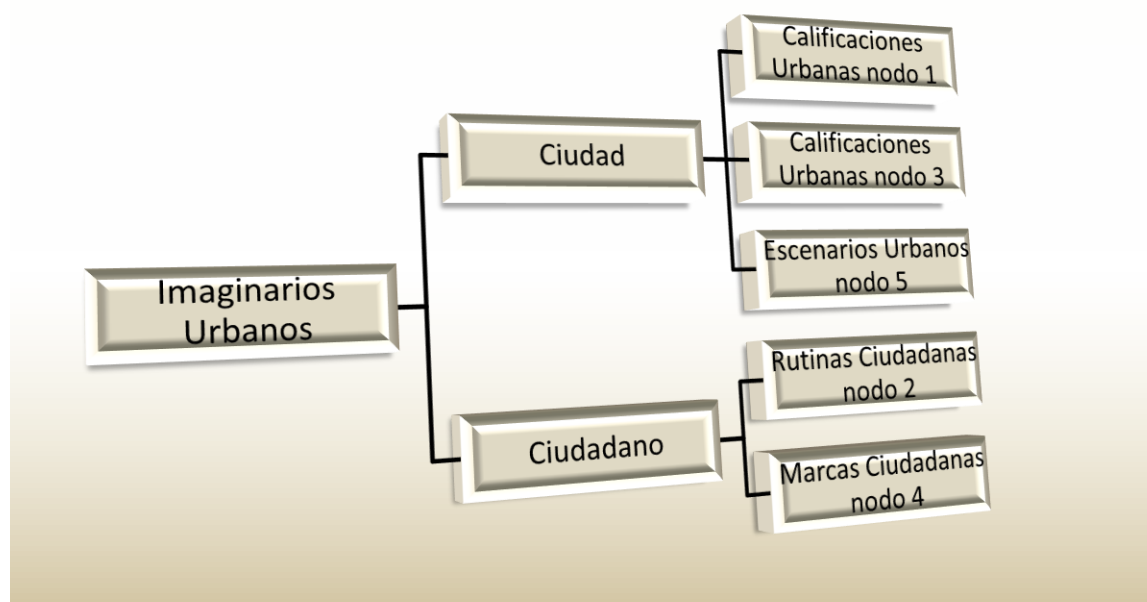 Imaginarios
Urbanos
Ciudad
Calificaciones
Urbanas nodo 1
Calificaciones
Urbanas nodo 3
Escenarios Urbanos
nodo 5
Ciudadano
Rutinas Ciudadanas
nodo 2
Marcas Ciudadanas
nodo 4